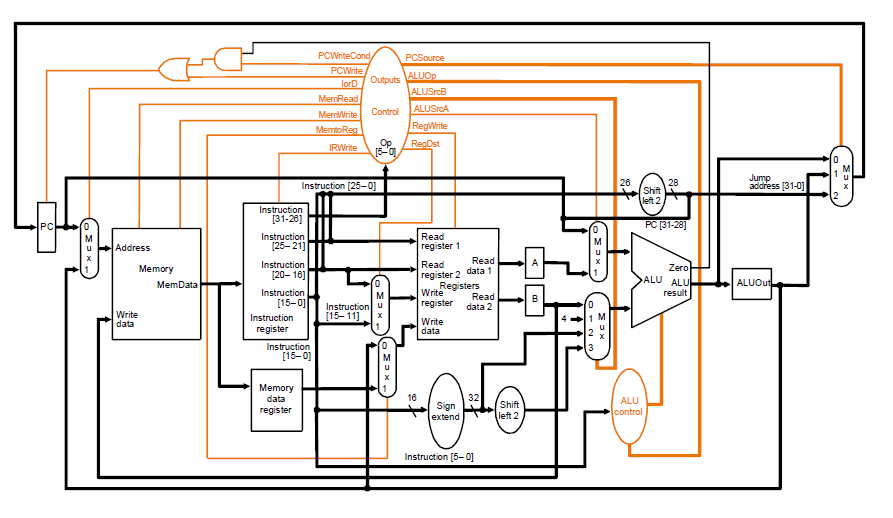 PCWriteCond
PCSource
PCWrite
ALUOp
IorD
Outputs
ALUSrcB
MemRead
ALUSrcA
MemWrite
Control
RegWrite
MemtoReg
RegDst
IRWrite
Op
[5–0]
Instruction [25–0]
26
28
Shift
left 2
Jump
address [31-0]
0
1
2
M
u
x
PC [31-28]
PC
0
M
u
x
1
Address
Memory
MemData
Write
data
Instruction
[31-26]
Instruction
[25–21]
Instruction
[20–16]
Instruction
[15–0]
Instruction
register
Instruction
[15–11]
Instruction
[15–0]
Memory
data
register
0
M
u
x
1
0
M
u
x
1
Read
register 1
Read
register 2
Write
register
Write
data
Registers
Read
data 1
Read
data 2
A
B
4
0
M
u
x
1
0
1
2
3
M
u
x
Zero
ALU
ALU
result
ALUOut
16
Sign
extend
32
Shift
left 2
ALU
control
Instruction [5–0]